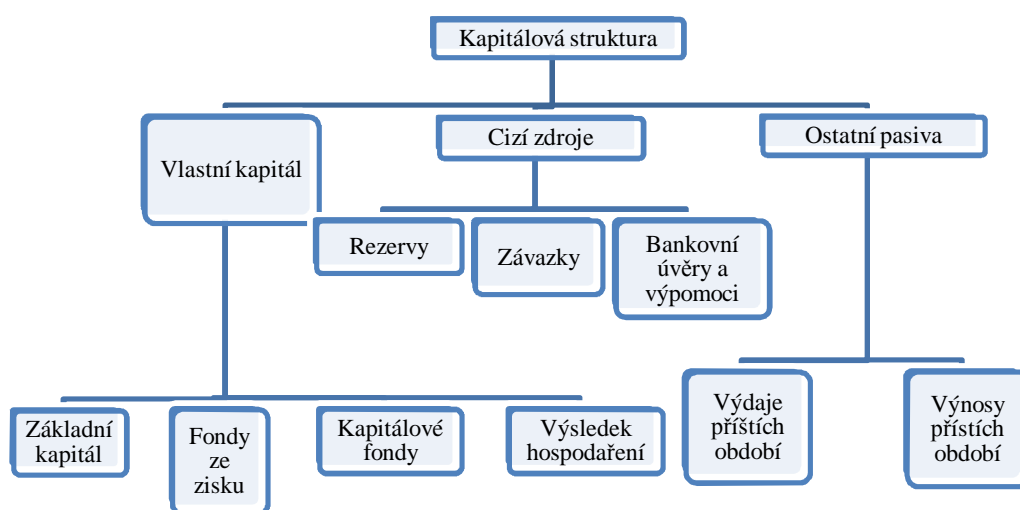 Kapitálová struktura
Vlastní kapitál
Cizí zdroje
Ostatní pasiva
Rezervy
Závazky
Bankovní
úvěry a
výpomoci
Základní
kapitál
Fondy
ze
zisku
Kapitálové
fondy
Výsledek
hospodaření
Výdaje
příštích
období
Výnosy
přístích
období